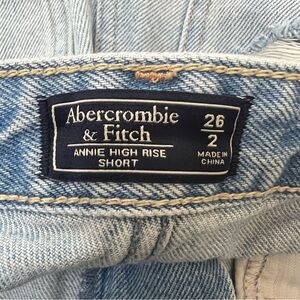 Abercrombie
& Fitch
ANNIE HIGH RISE
SHORT
26
2
MADE IN
CHINA